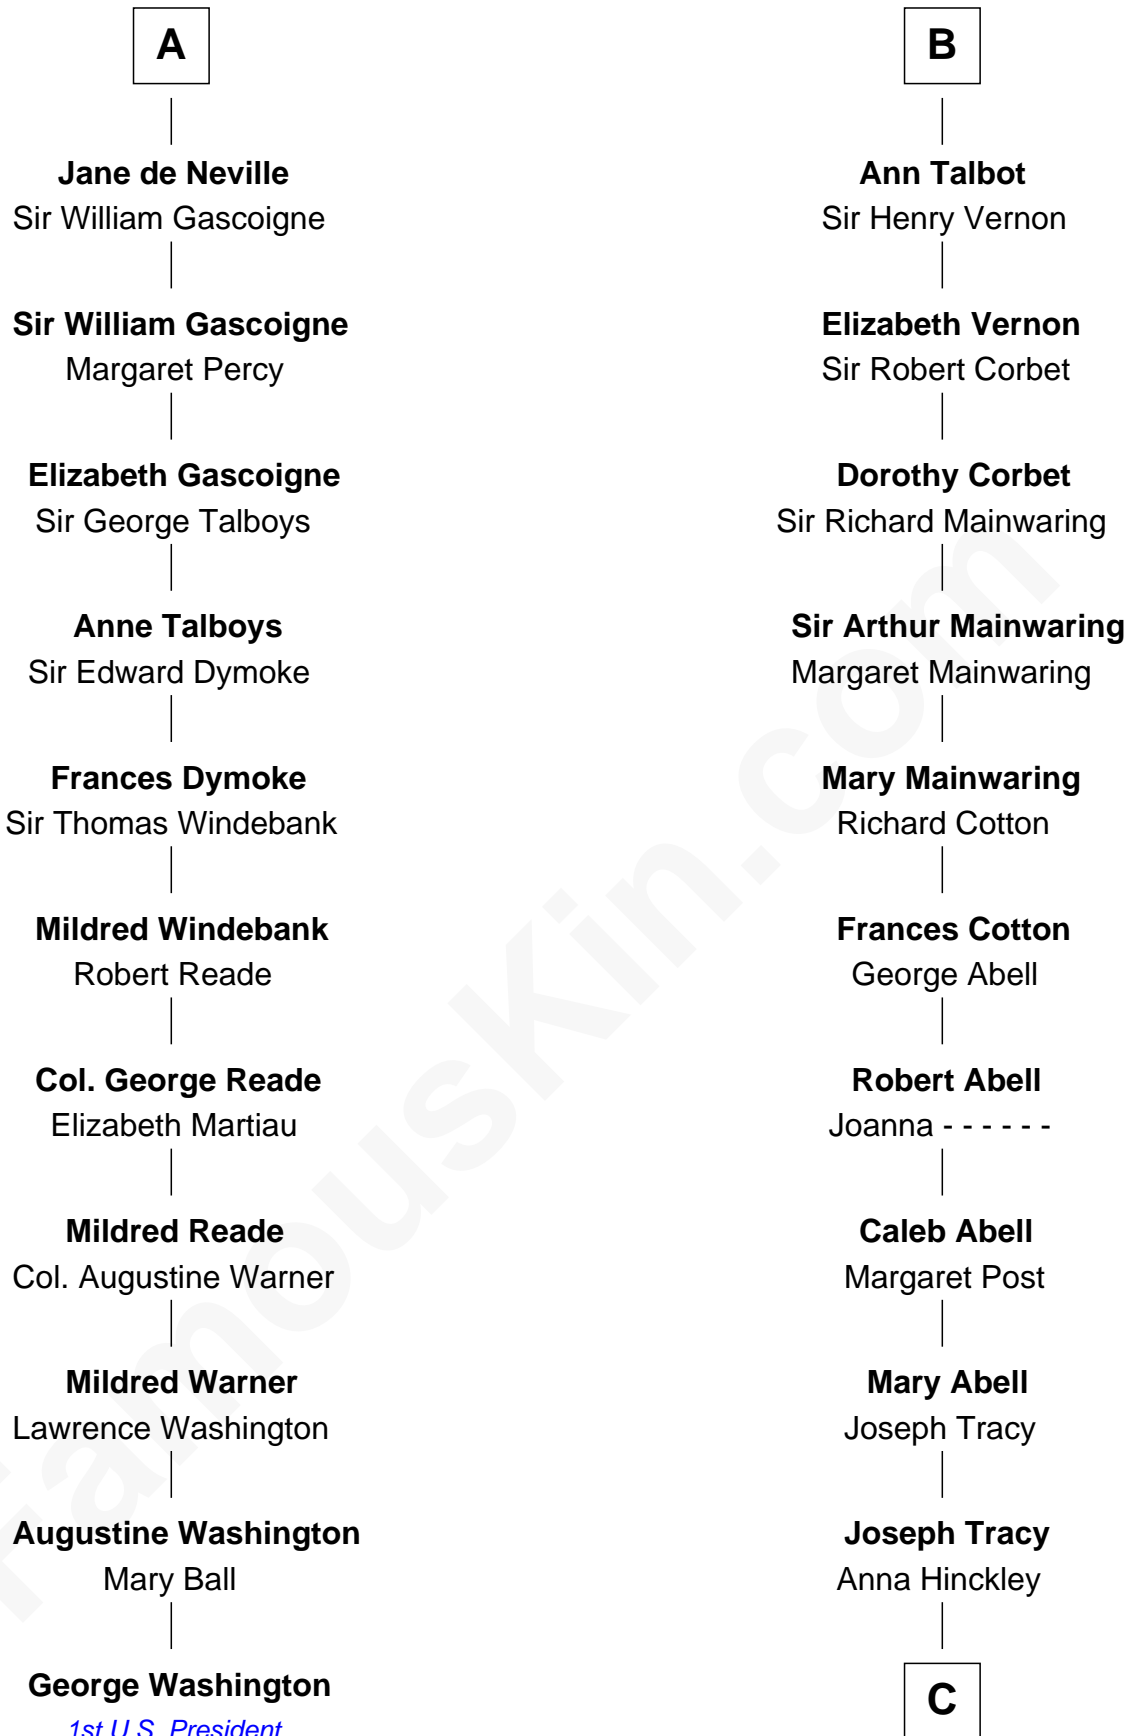 A
Jane de Neville
Sir William Gascoigne
Sir William Gascoigne
Margaret Percy
Elizabeth Gascoigne
Sir George Talboys
Anne Talboys
Sir Edward Dymoke
Frances Dymoke
Sir Thomas Windebank
Mildred Windebank
Robert Reade
Col. George Reade
Elizabeth Martiau
Mildred Reade
Col. Augustine Warner
Mildred Warner
Lawrence Washington
Augustine Washington
Mary Ball
George Washington
1st U.S. President
B
Ann Talbot
Sir Henry Vernon
Elizabeth Vernon
Sir Robert Corbet
Dorothy Corbet
Sir Richard Mainwaring
Sir Arthur Mainwaring
Margaret Mainwaring
Mary Mainwaring
Richard Cotton
Frances Cotton
George Abell
Robert Abell
Joanna - - - - - -
Caleb Abell
Margaret Post
Mary Abell
Joseph Tracy
Joseph Tracy
Anna Hinckley
C
FamousKin.com